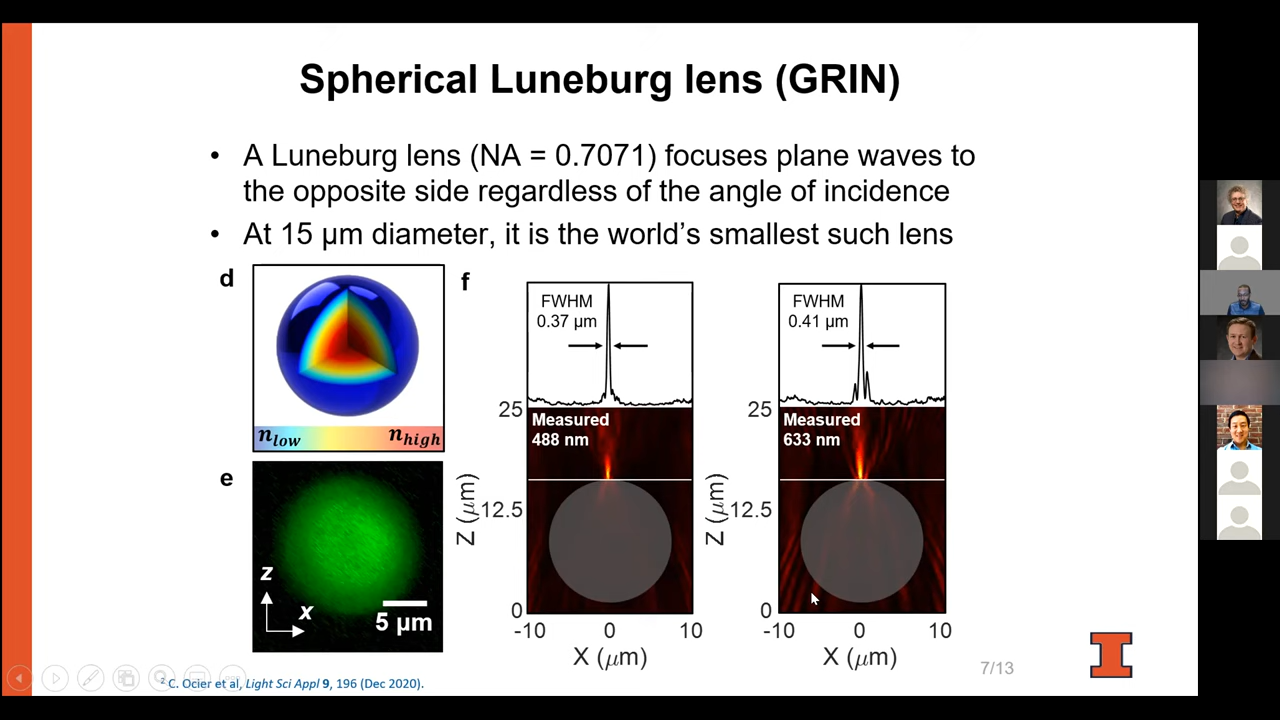 Spherical Luneburg lens (GRIN)
• A Luneburg lens (NA = 0.7071) focuses plane waves to
the opposite side regardless of the angle of incidence
• At 15 μm diameter, it is the world's smallest such lens
d
n_low n_high
e
z
x
5 μm
f
FWHM
0.37 μm
Measured
488 nm
25
12.5
0
Z (μm)
-10 0 10
X (μm)
FWHM
0.41 μm
Measured
633 nm
25
12.5
0
Z (μm)
-10 0 10
X (μm)
7/13
² C. Ocier et al, Light Sci Appl 9, 196 (Dec 2020).
I